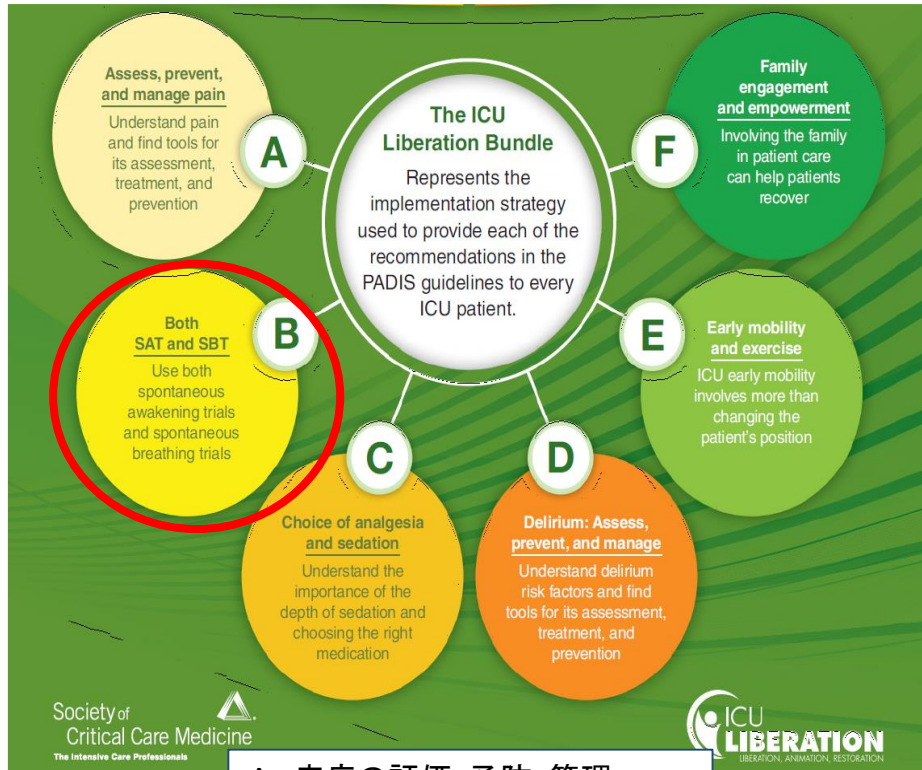 Assess, prevent,
and manage pain
Understand pain
and find tools for
its assessment,
treatment, and
prevention
A
Both
SAT and SBT
Use both
spontaneous
awakening trials
and spontaneous
breathing trials
B
Choice of analgesia
and sedation
Understand the
importance of the
depth of sedation and
choosing the right
medication
C
The ICU
Liberation Bundle
Represents the
implementation strategy
used to provide each of the
recommendations in the
PADIS guidelines to every
ICU patient.
D
Delirium: Assess,
prevent, and manage
Understand delirium
risk factors and find
tools for its assessment,
treatment, and
prevention
E
Early mobility
and exercise
ICU early mobility
involves more than
changing the
patient's position
F
Family
engagement
and empowerment
Involving the family
in patient care
can help patients
recover
Society of
Critical Care Medicine
The Intensive Care Professionals
ICU
LIBERATION
LIBERATION, ANIMATION, RESTORATION